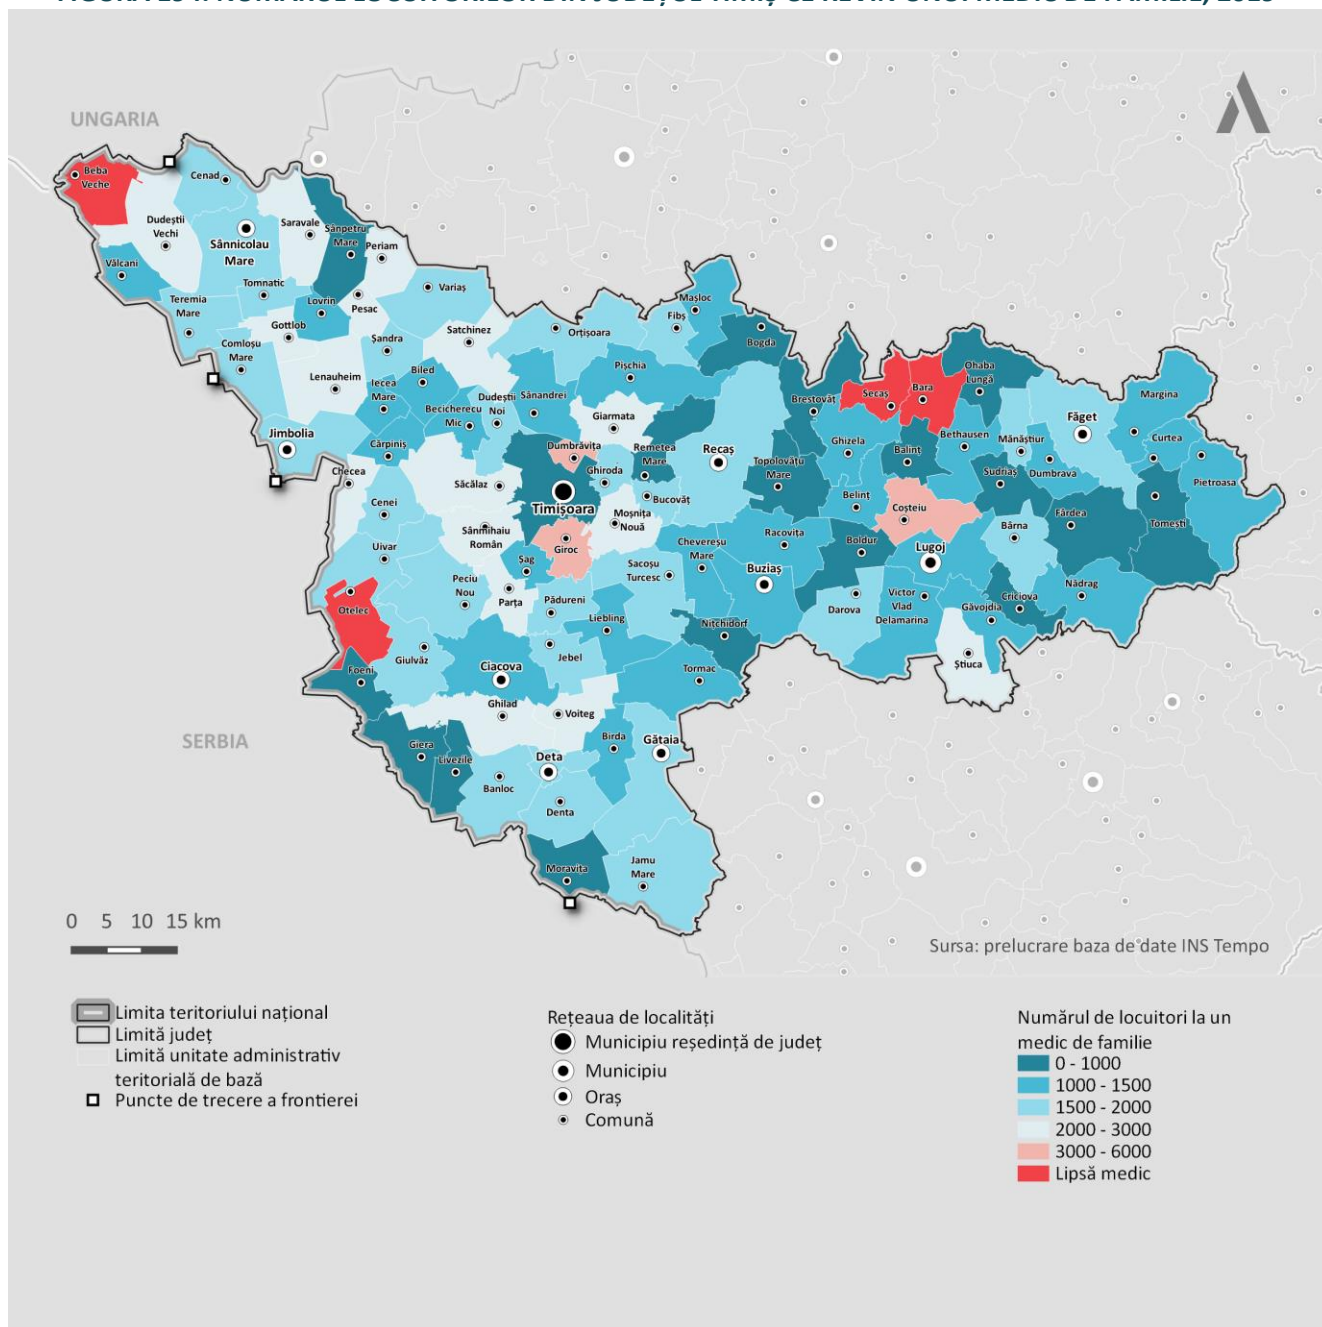 UNGARIA
Beba
Veche
Cenad
Dudeștii
Vechi
Saravale
Sânpetru
Mare
Periam
Sânnicolau
Mare
Vălcani
Tomnatic
Variaș
Teremia
Mare
Lovrin
Pesac
Mașloc
Fibș
Gottlob
Satchinez
Orțișoara
Bogda
Comloșu
Mare
Șandra
Lenauheim
Iecea
Mare
Biled
Pișchia
Ohaba
Lungă
Becicherecu
Mic
Dudeștii
Noi
Sânandrei
Secaș
Bara
Brestovăț
Margina
Giarmata
Făget
Jimbolia
Cărpiniș
Dumbrăvița
Remetea
Mare
Recaș
Ghizela
Balinț
Bethausen
Mănăștiur
Curtea
Checea
Săcălaz
Ghiroda
Topolovățu
Mare
Sudriaș
Dumbrava
Pietroasa
Cenei
Timișoara
Bucovăț
Belinț
Coșteiu
Fârdea
Tomești
Moșnița
Nouă
Sânmihaiu
Român
Bârna
Uivar
Giroc
Chevereșu
Mare
Racovița
Boldur
Lugoj
Șag
Sacoșu
Turcesc
Buziaș
Peciu
Nou
Parța
Nădrag
Otelec
Pădureni
Liebling
Darova
Victor
Vlad
Delamarina
Găvojdia
Criciova
Nitchidorf
Giulvăz
Jebel
Știuca
Foeni
Ciacova
Tormac
Ghilad
Voiteg
SERBIA
Giera
Livezile
Birda
Gătaia
Deta
Banloc
Denta
Moravița
Jamu
Mare
0 5 10 15 km
Sursa: prelucrare baza de date INS Tempo
Limita teritoriului național
Limită județ
Limită unitate administrativ
teritorială de bază
Puncte de trecere a frontierei
Rețeaua de localități
Municipiu reședință de județ
Municipiu
Oraș
Comună
Numărul de locuitori la un
medic de familie
0 - 1000
1000 - 1500
1500 - 2000
2000 - 3000
3000 - 6000
Lipsă medic